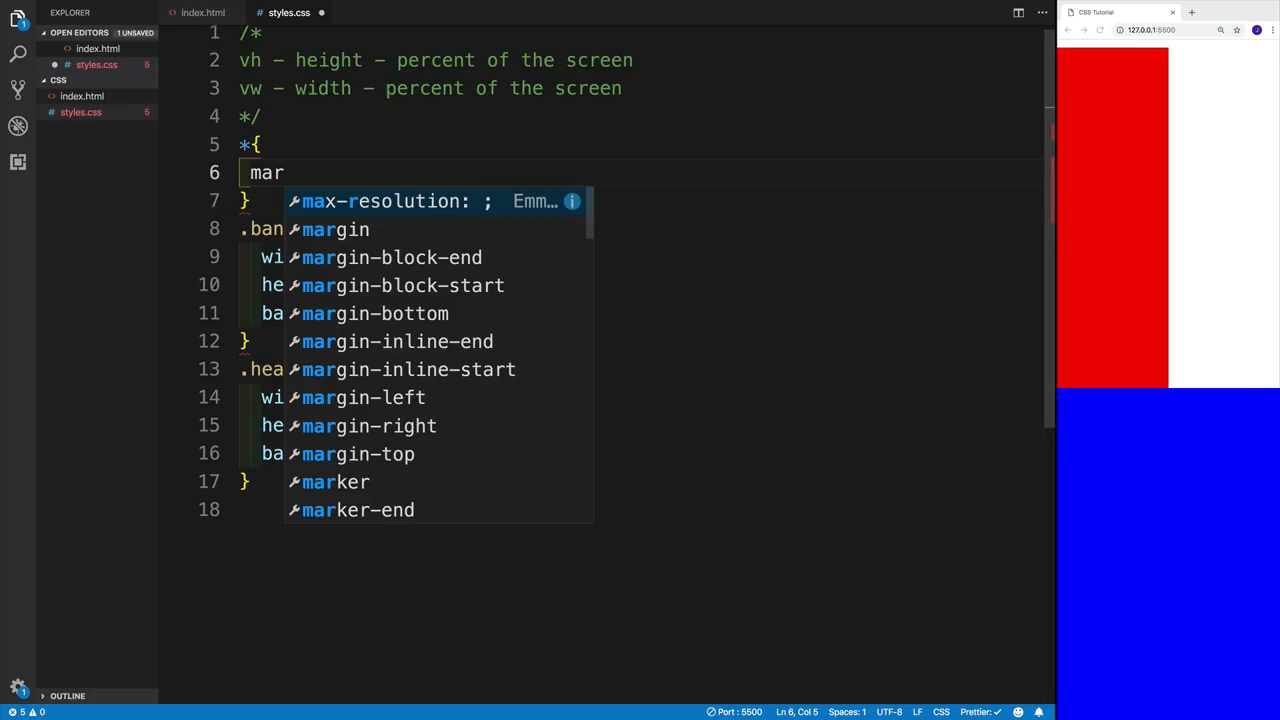 EXPLORER
OPEN EDITORS 1 UNSAVED
<> index.html
# styles.css 5
CSS
<> index.html
# styles.css 5
OUTLINE
<> index.html
# styles.css
1 /*
2 vh - height - percent of the screen
3 vw - width - percent of the screen
4 */
5 *{
6 mar
7 }
8 .ban
9 wi
10 he
11 ba
12 }
13 .hea
14 wi
15 he
16 ba
17 }
18
max-resolution: ; Emm…
margin
margin-block-end
margin-block-start
margin-bottom
margin-inline-end
margin-inline-start
margin-left
margin-right
margin-top
marker
marker-end
CSS Tutorial
127.0.0.1:5500
J
1
1
5 0
Port : 5500 Ln 6, Col 5 Spaces: 1 UTF-8 LF CSS Prettier: ✓